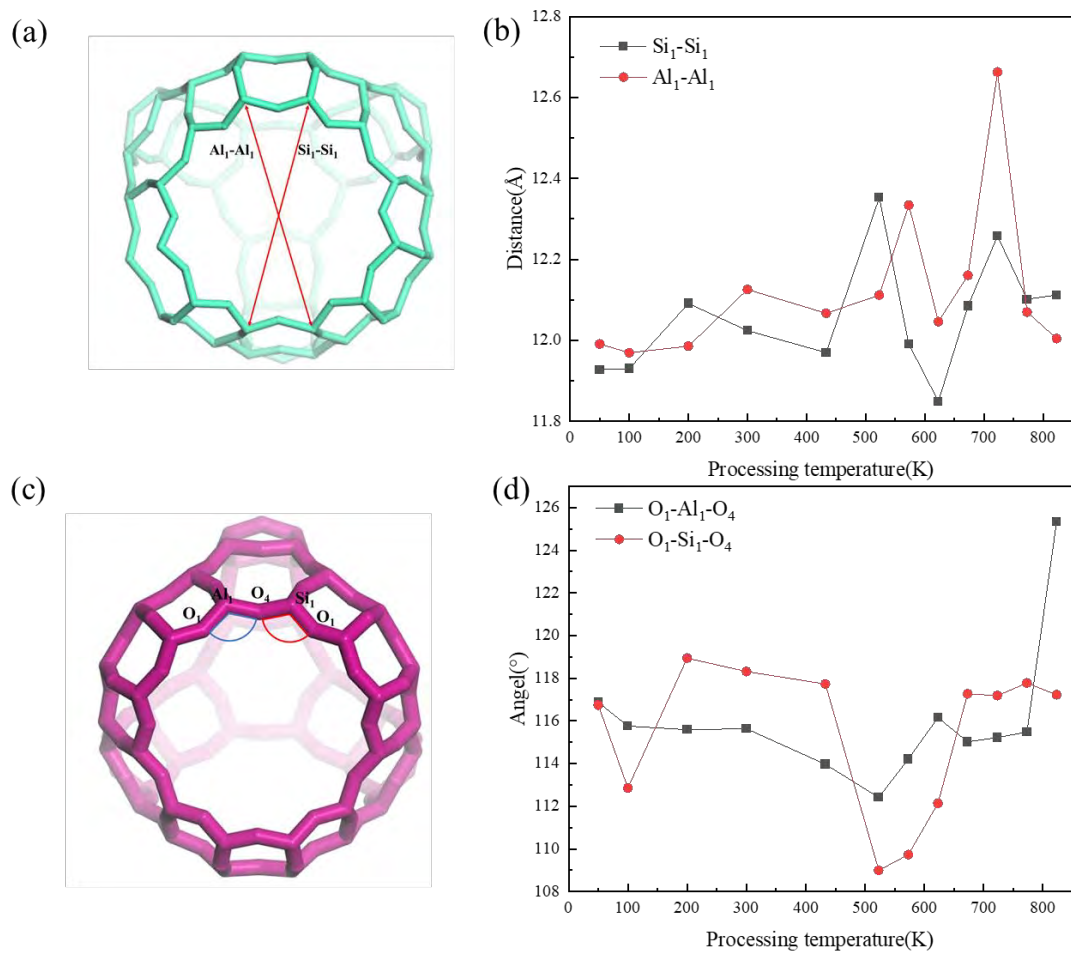 (a)
Al₁-Al₁
Si₁-Si₁
(b)
12.8
12.6
12.4
12.2
12.0
11.8
Distance(Å)
Si₁-Si₁
Al₁-Al₁
0
100
200
300
400
500
600
700
800
Processing temperature(K)
(c)
Al₁
O₄
Si₁
O₁
O₁
(d)
126
124
122
120
118
116
114
112
110
108
Angel(°)
O₁-Al₁-O₄
O₁-Si₁-O₄
0
100
200
300
400
500
600
700
800
Processing temperature(K)